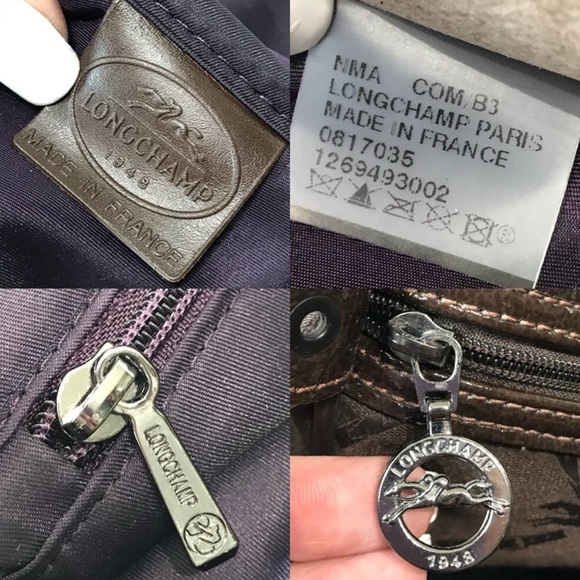 LONGCHAMP
1948
MADE IN FRANCE
NMA COM/B3
LONGCHAMP PARIS
MADE IN FRANCE
0817035
1269493002
LONGCHAMP
LONGCHAMP
1948